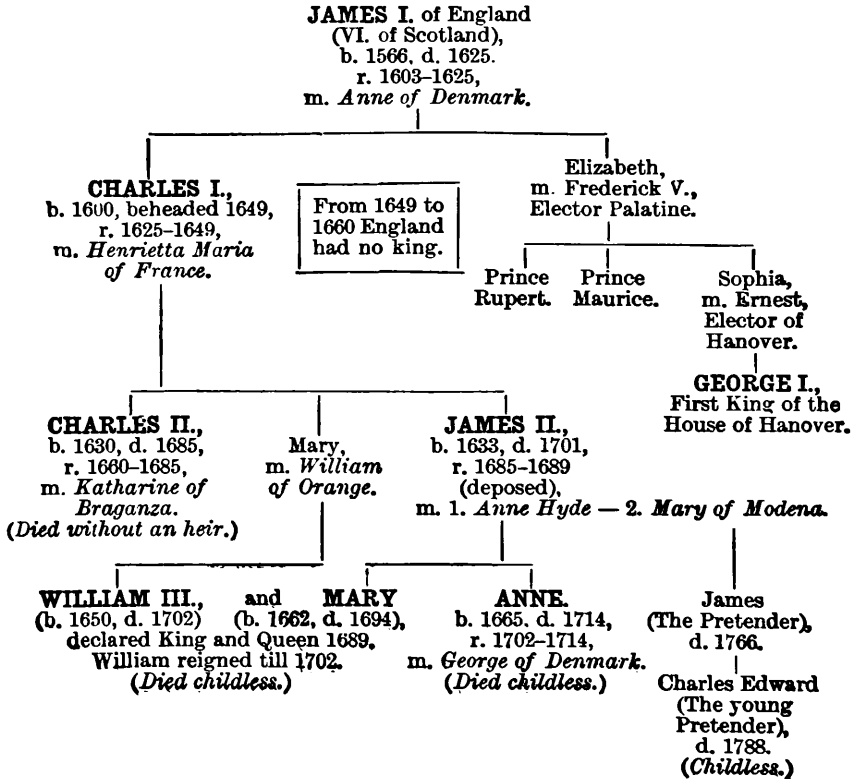 JAMES I. of England
(VI. of Scotland),
b. 1566, d. 1625.
r. 1603–1625,
m. Anne of Denmark.
CHARLES I.,
b. 1600, beheaded 1649,
r. 1625–1649,
m. Henrietta Maria
of France.
From 1649 to
1660 England
had no king.
Elizabeth,
m. Frederick V.,
Elector Palatine.
Prince
Rupert.
Prince
Maurice.
Sophia,
m. Ernest,
Elector of
Hanover.
GEORGE I.,
First King of the
House of Hanover.
CHARLES II.,
b. 1630, d. 1685,
r. 1660–1685,
m. Katharine of
Braganza.
(Died without an heir.)
Mary,
m. William
of Orange.
JAMES II.,
b. 1633, d. 1701,
r. 1685–1689
(deposed),
m. 1. Anne Hyde — 2. Mary of Modena.
WILLIAM III., and MARY
(b. 1650, d. 1702) (b. 1662, d. 1694),
declared King and Queen 1689.
William reigned till 1702.
(Died childless.)
ANNE.
b. 1665. d. 1714,
r. 1702–1714,
m. George of Denmark.
(Died childless.)
James
(The Pretender),
d. 1766.
Charles Edward
(The young
Pretender),
d. 1788.
(Childless.)